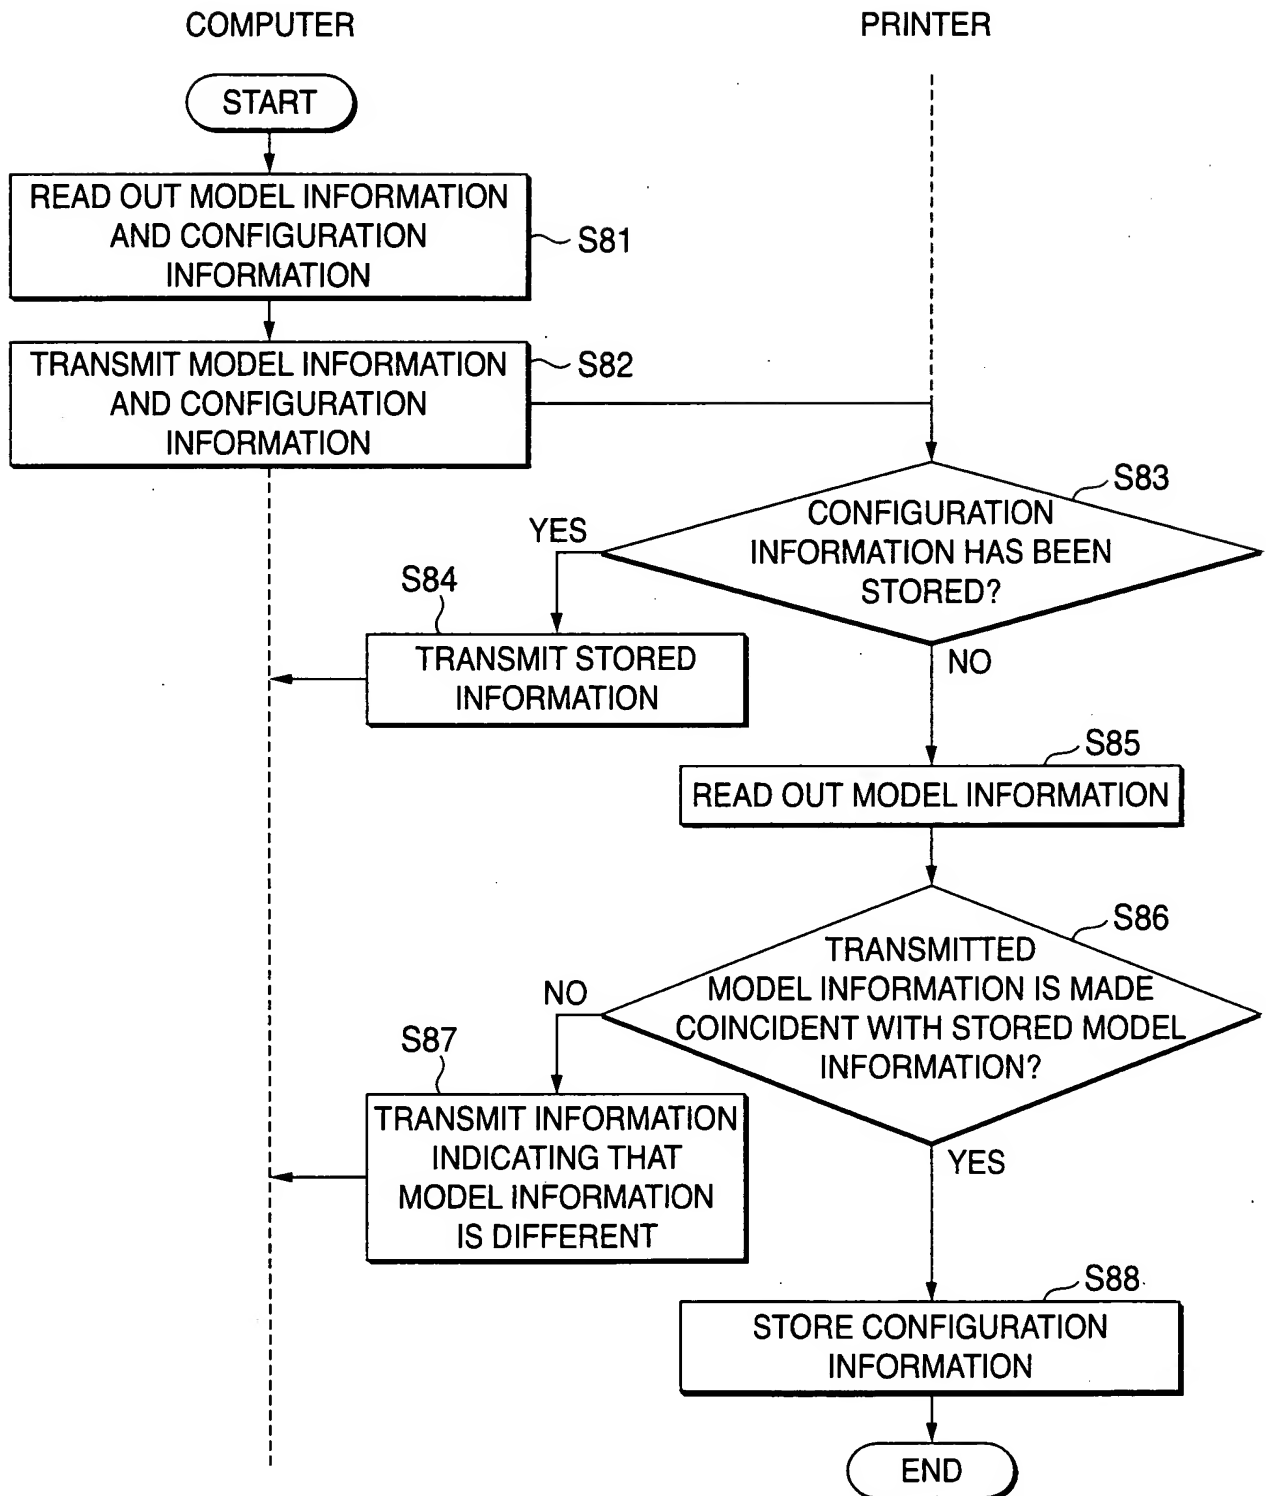 COMPUTER
PRINTER
START
READ OUT MODEL INFORMATION
AND CONFIGURATION
INFORMATION
S81
TRANSMIT MODEL INFORMATION
AND CONFIGURATION
INFORMATION
S82
S83
CONFIGURATION
INFORMATION HAS BEEN
STORED?
YES
NO
S84
TRANSMIT STORED
INFORMATION
S85
READ OUT MODEL INFORMATION
S86
TRANSMITTED
MODEL INFORMATION IS MADE
COINCIDENT WITH STORED MODEL
INFORMATION?
NO
YES
S87
TRANSMIT INFORMATION
INDICATING THAT
MODEL INFORMATION
IS DIFFERENT
S88
STORE CONFIGURATION
INFORMATION
END